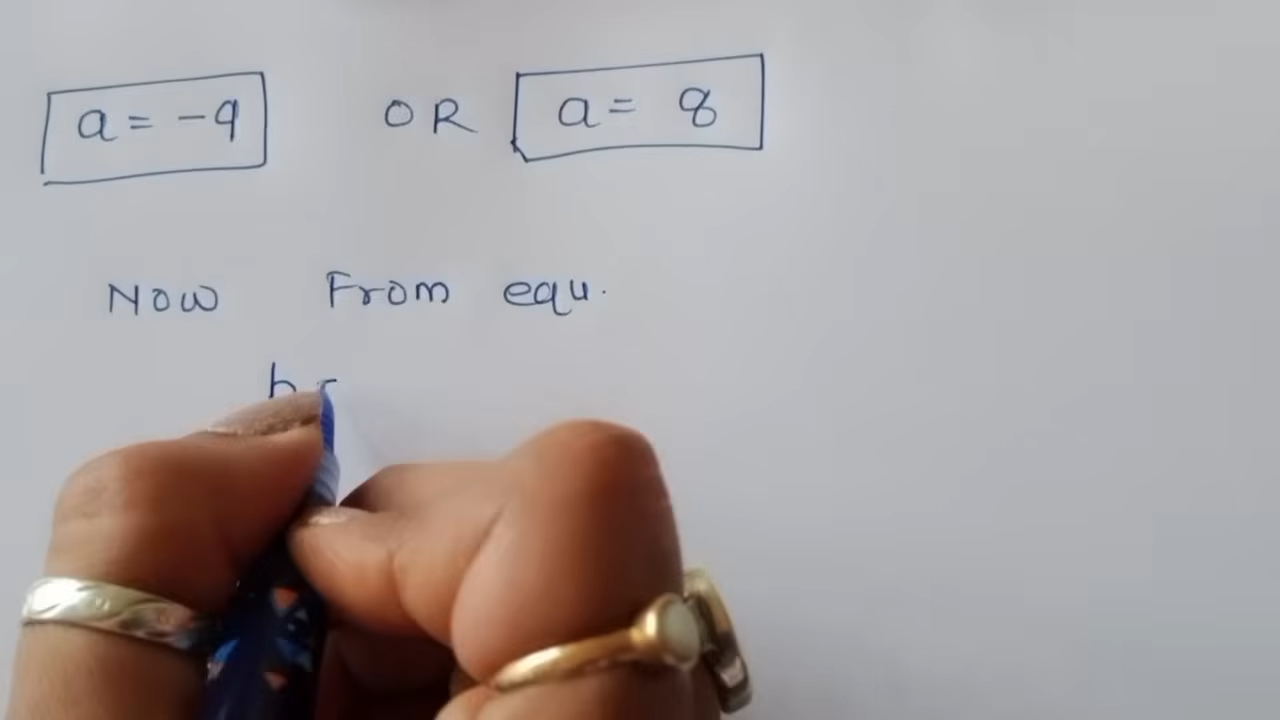 a = -9 OR a = 8
Now From equ.
b =